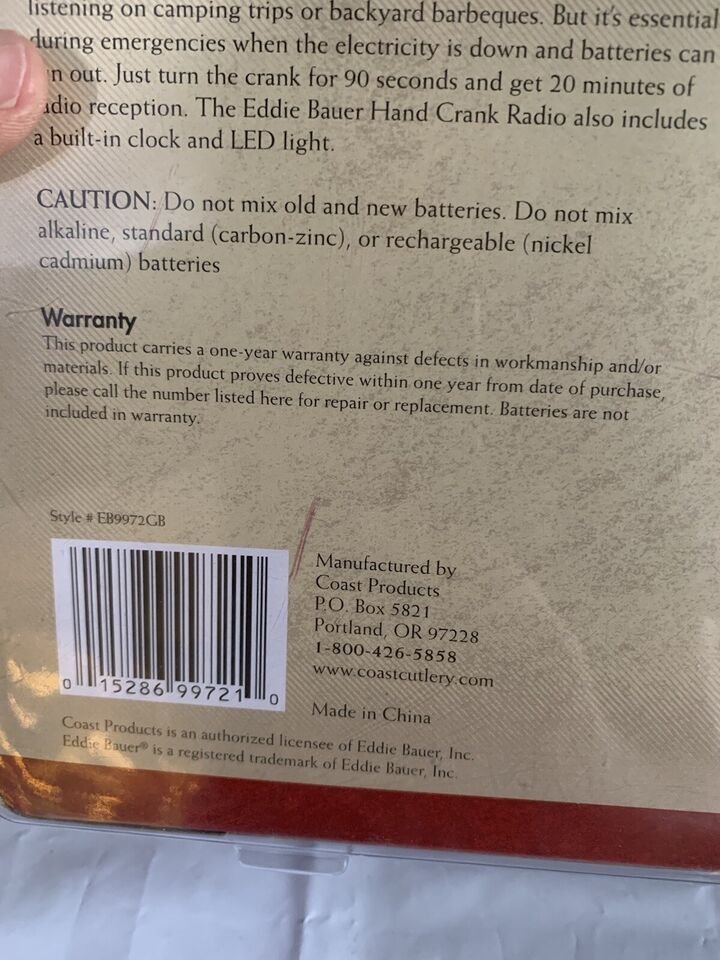 listening on camping trips or backyard barbeques. But it's essential
during emergencies when the electricity is down and batteries can
out. Just turn the crank for 90 seconds and get 20 minutes of
radio reception. The Eddie Bauer Hand Crank Radio also includes
a built-in clock and LED light.
CAUTION: Do not mix old and new batteries. Do not mix
alkaline, standard (carbon-zinc), or rechargeable (nickel
cadmium) batteries
Warranty
This product carries a one-year warranty against defects in workmanship and/or
materials. If this product proves defective within one year from date of purchase,
please call the number listed here for repair or replacement. Batteries are not
included in warranty.
Style # EB9972GB
0 15286 99721 0
Manufactured by
Coast Products
P.O. Box 5821
Portland, OR 97228
1-800-426-5858
www.coastcutlery.com
Made in China
Coast Products is an authorized licensee of Eddie Bauer, Inc.
Eddie Bauer® is a registered trademark of Eddie Bauer, Inc.